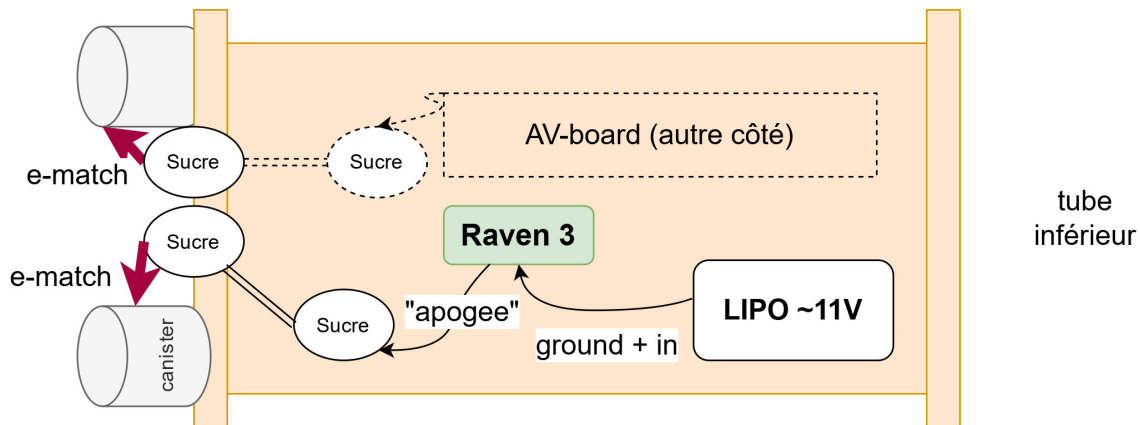 AV-board (autre côté)
Sucre
Sucre
e-match
tube
inférieur
Raven 3
Sucre
e-match
"apogee"
LIPO ~11V
Sucre
ground + in
canister